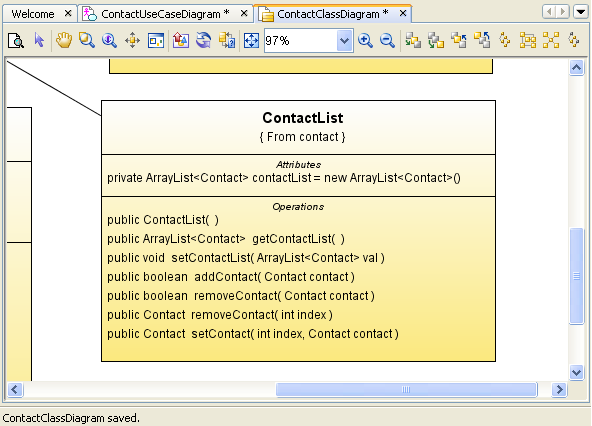 Welcome ContactUseCaseDiagram * ContactClassDiagram *
97%
ContactList
{ From contact }
Attributes
private ArrayList<Contact> contactList = new ArrayList<Contact>()
Operations
public ContactList( )
public ArrayList<Contact> getContactList( )
public void setContactList( ArrayList<Contact> val )
public boolean addContact( Contact contact )
public boolean removeContact( Contact contact )
public Contact removeContact( int index )
public Contact setContact( int index, Contact contact )
ContactClassDiagram saved.